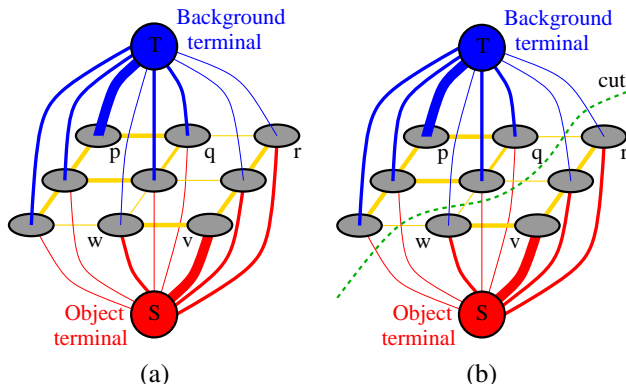 T
Background
terminal
p
q
r
w
v
S
Object
terminal
(a)
T
Background
terminal
cut
p
q
r
w
v
S
Object
terminal
(b)